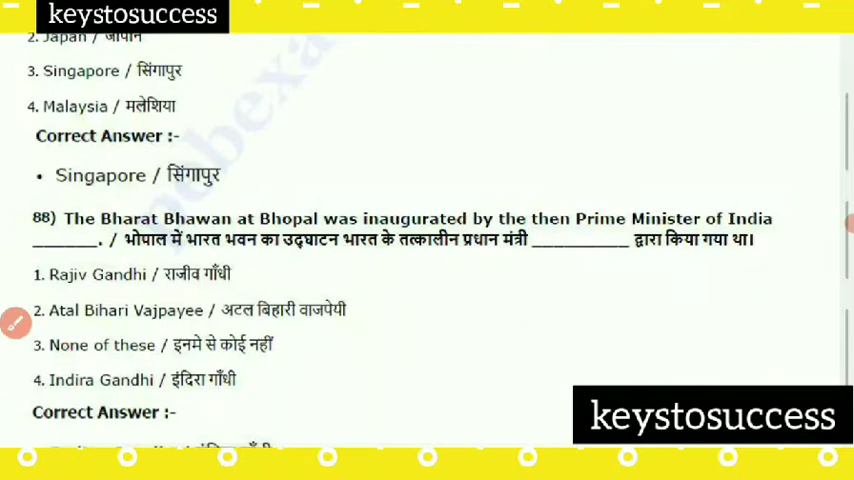 keystosuccess
2. Japan / जापान
3. Singapore / सिंगापुर
4. Malaysia / मलेशिया
Correct Answer :-
• Singapore / सिंगापुर
88) The Bharat Bhawan at Bhopal was inaugurated by the then Prime Minister of India
______. / भोपाल में भारत भवन का उद्घाटन भारत के तत्कालीन प्रधान मंत्री _________ द्वारा किया गया था।
1. Rajiv Gandhi / राजीव गाँधी
2. Atal Bihari Vajpayee / अटल बिहारी वाजपेयी
3. None of these / इनमे से कोई नहीं
4. Indira Gandhi / इंदिरा गाँधी
Correct Answer :-
keystosuccess